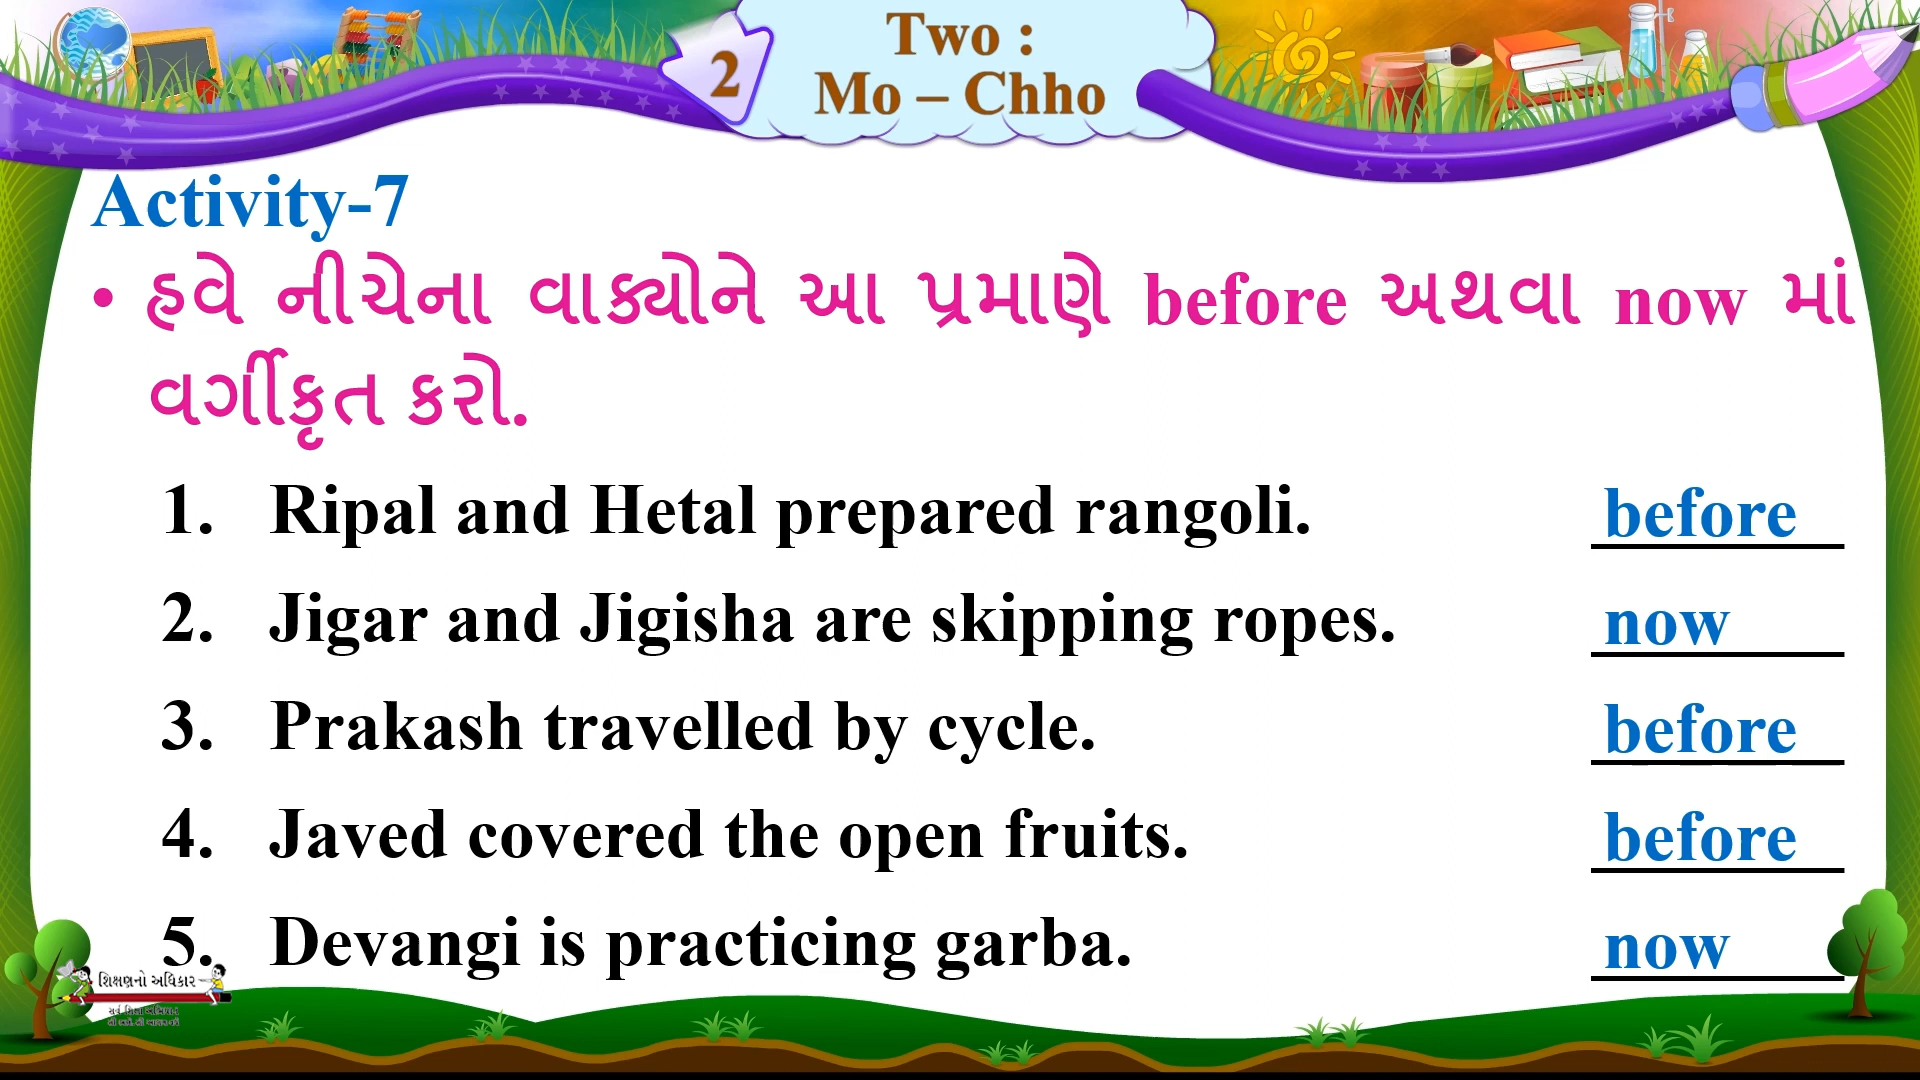 2
Two :
Mo – Chho
Activity-7
• હવે નીચેના વાક્યોને આ પ્રમાણે before અથવા now માં
વર્ગીકૃત કરો.
1. Ripal and Hetal prepared rangoli. before
2. Jigar and Jigisha are skipping ropes. now
3. Prakash travelled by cycle. before
4. Javed covered the open fruits. before
5. Devangi is practicing garba. now
શિક્ષણનો અધિકાર